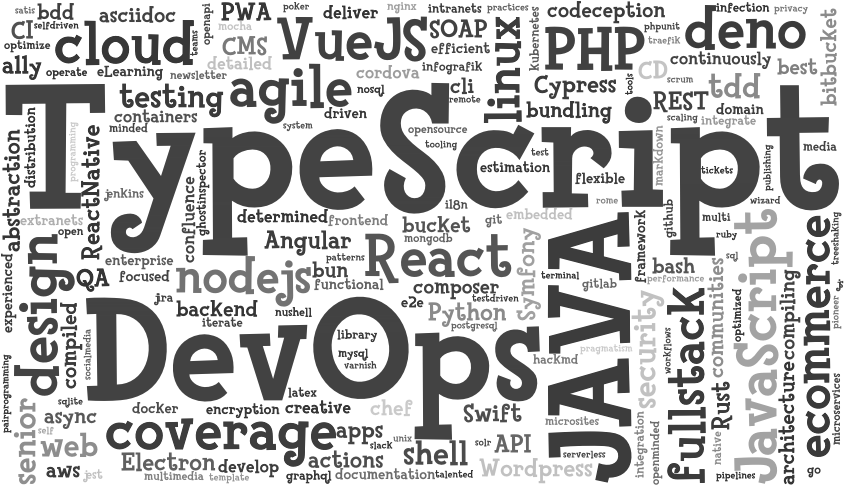 satis
bdd
asciidoc
PWA
poker
deliver
nginx
intranets
practices
codeception
infection
privacy
CI
selfdriven
cloud
teams
openapi
mocha
VueJS
SOAP
kubernetes
PHP
phpunit
traefik
deno
bitbucket
optimize
CMS
efficient
detailed
ally
operate
eLearning
newsletter
cordova
infografik
linux
Cypress
tools
CD
scrum
continuously
best
testing
agile
nosql
cli
remote
bundling
REST
tdd
domain
containers
driven
scaling
integrate
distribution
programming
minded
system
opensource
tooling
TypeScript
test
estimation
flexible
markdown
tickets
publishing
media
abstraction
ReactNative
jenkins
confluence
ghostinspector
rome
wizard
extranets
open
determined
frontend
il8n
bucket
git
embedded
framework
github
multi
treeshaking
experienced
enterprise
Angular
mongodb
ruby
design
QA
focused
nodejs
patterns
bun
functional
React
Symfony
JAVA
terminal
gitlab
bash
performance
sql
JavaScript
ecommerce
jira
composer
e2e
testdriven
communities
optimized
compiling
pioneer
qt
backend
iterate
nushell
Python
postgresql
security
fullstack
compiled
socialmedia
DevOps
library
mysql
varnish
hackmd
pragmatism
workflows
Rust
architecture
microservices
pairprogramming
sqlite
latex
senior
async
docker
encryption
creative
chef
Swift
microsites
self
web
coverage
apps
slack
unix
solr
API
integration
openminded
native
aws
jest
Electron
multimedia
template
develop
graphql
actions
documentation
shell
talented
Wordpress
serverless
pipelines
go